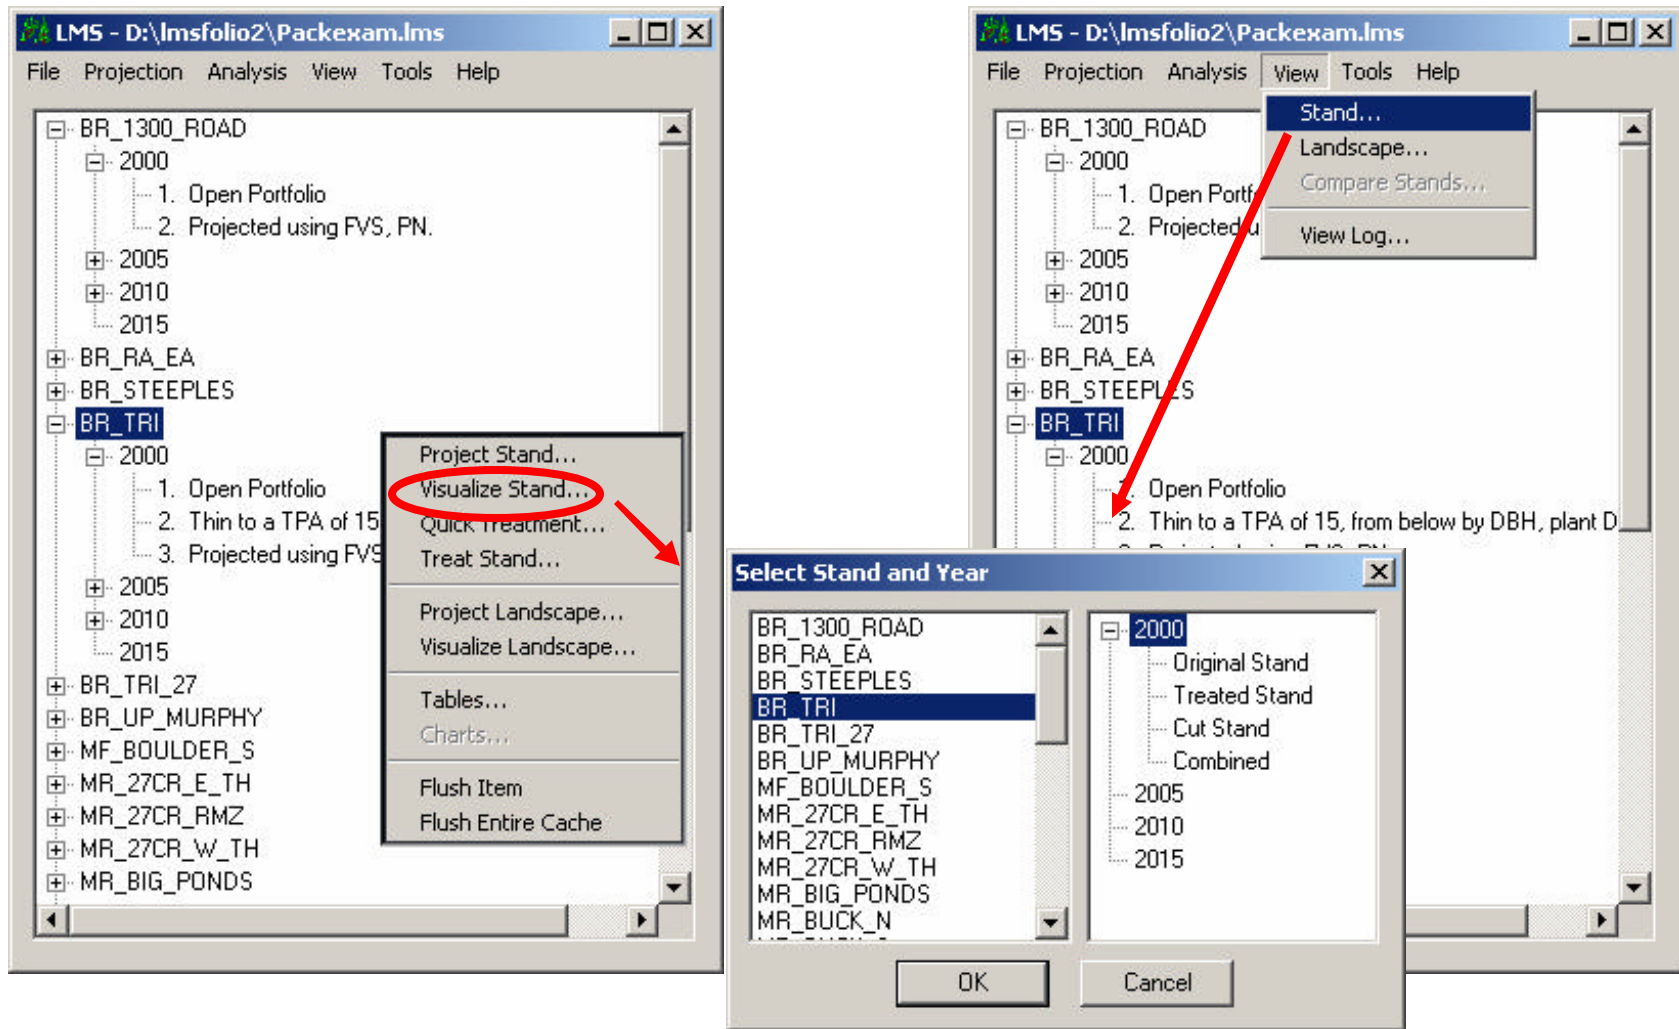 LMS - D:\lmsfolio2\Packexam.lms
File Projection Analysis View Tools Help
BR_1300_ROAD
2000
1. Open Portfolio
2. Projected using FVS, PN.
2005
2010
2015
BR_RA_EA
BR_STEEPLES
BR_TRI
2000
1. Open Portfolio
2. Thin to a TPA of 15
3. Projected using FVS
2005
2010
2015
BR_TRI_27
BR_UP_MURPHY
MF_BOULDER_S
MR_27CR_E_TH
MR_27CR_RMZ
MR_27CR_W_TH
MR_BIG_PONDS
Project Stand...
Visualize Stand...
Quick Treatment...
Treat Stand...
Project Landscape...
Visualize Landscape...
Tables...
Charts...
Flush Item
Flush Entire Cache
LMS - D:\lmsfolio2\Packexam.lms
File Projection Analysis View Tools Help
Stand...
Landscape...
Compare Stands...
View Log...
BR_1300_ROAD
2000
1. Open Portf
2. Projected u
2005
2010
2015
BR_RA_EA
BR_STEEPLES
BR_TRI
2000
1. Open Portfolio
2. Thin to a TPA of 15, from below by DBH, plant D
Select Stand and Year
BR_1300_ROAD
BR_RA_EA
BR_STEEPLES
BR_TRI
BR_TRI_27
BR_UP_MURPHY
MF_BOULDER_S
MR_27CR_E_TH
MR_27CR_RMZ
MR_27CR_W_TH
MR_BIG_PONDS
MR_BUCK_N
2000
Original Stand
Treated Stand
Cut Stand
Combined
2005
2010
2015
OK Cancel